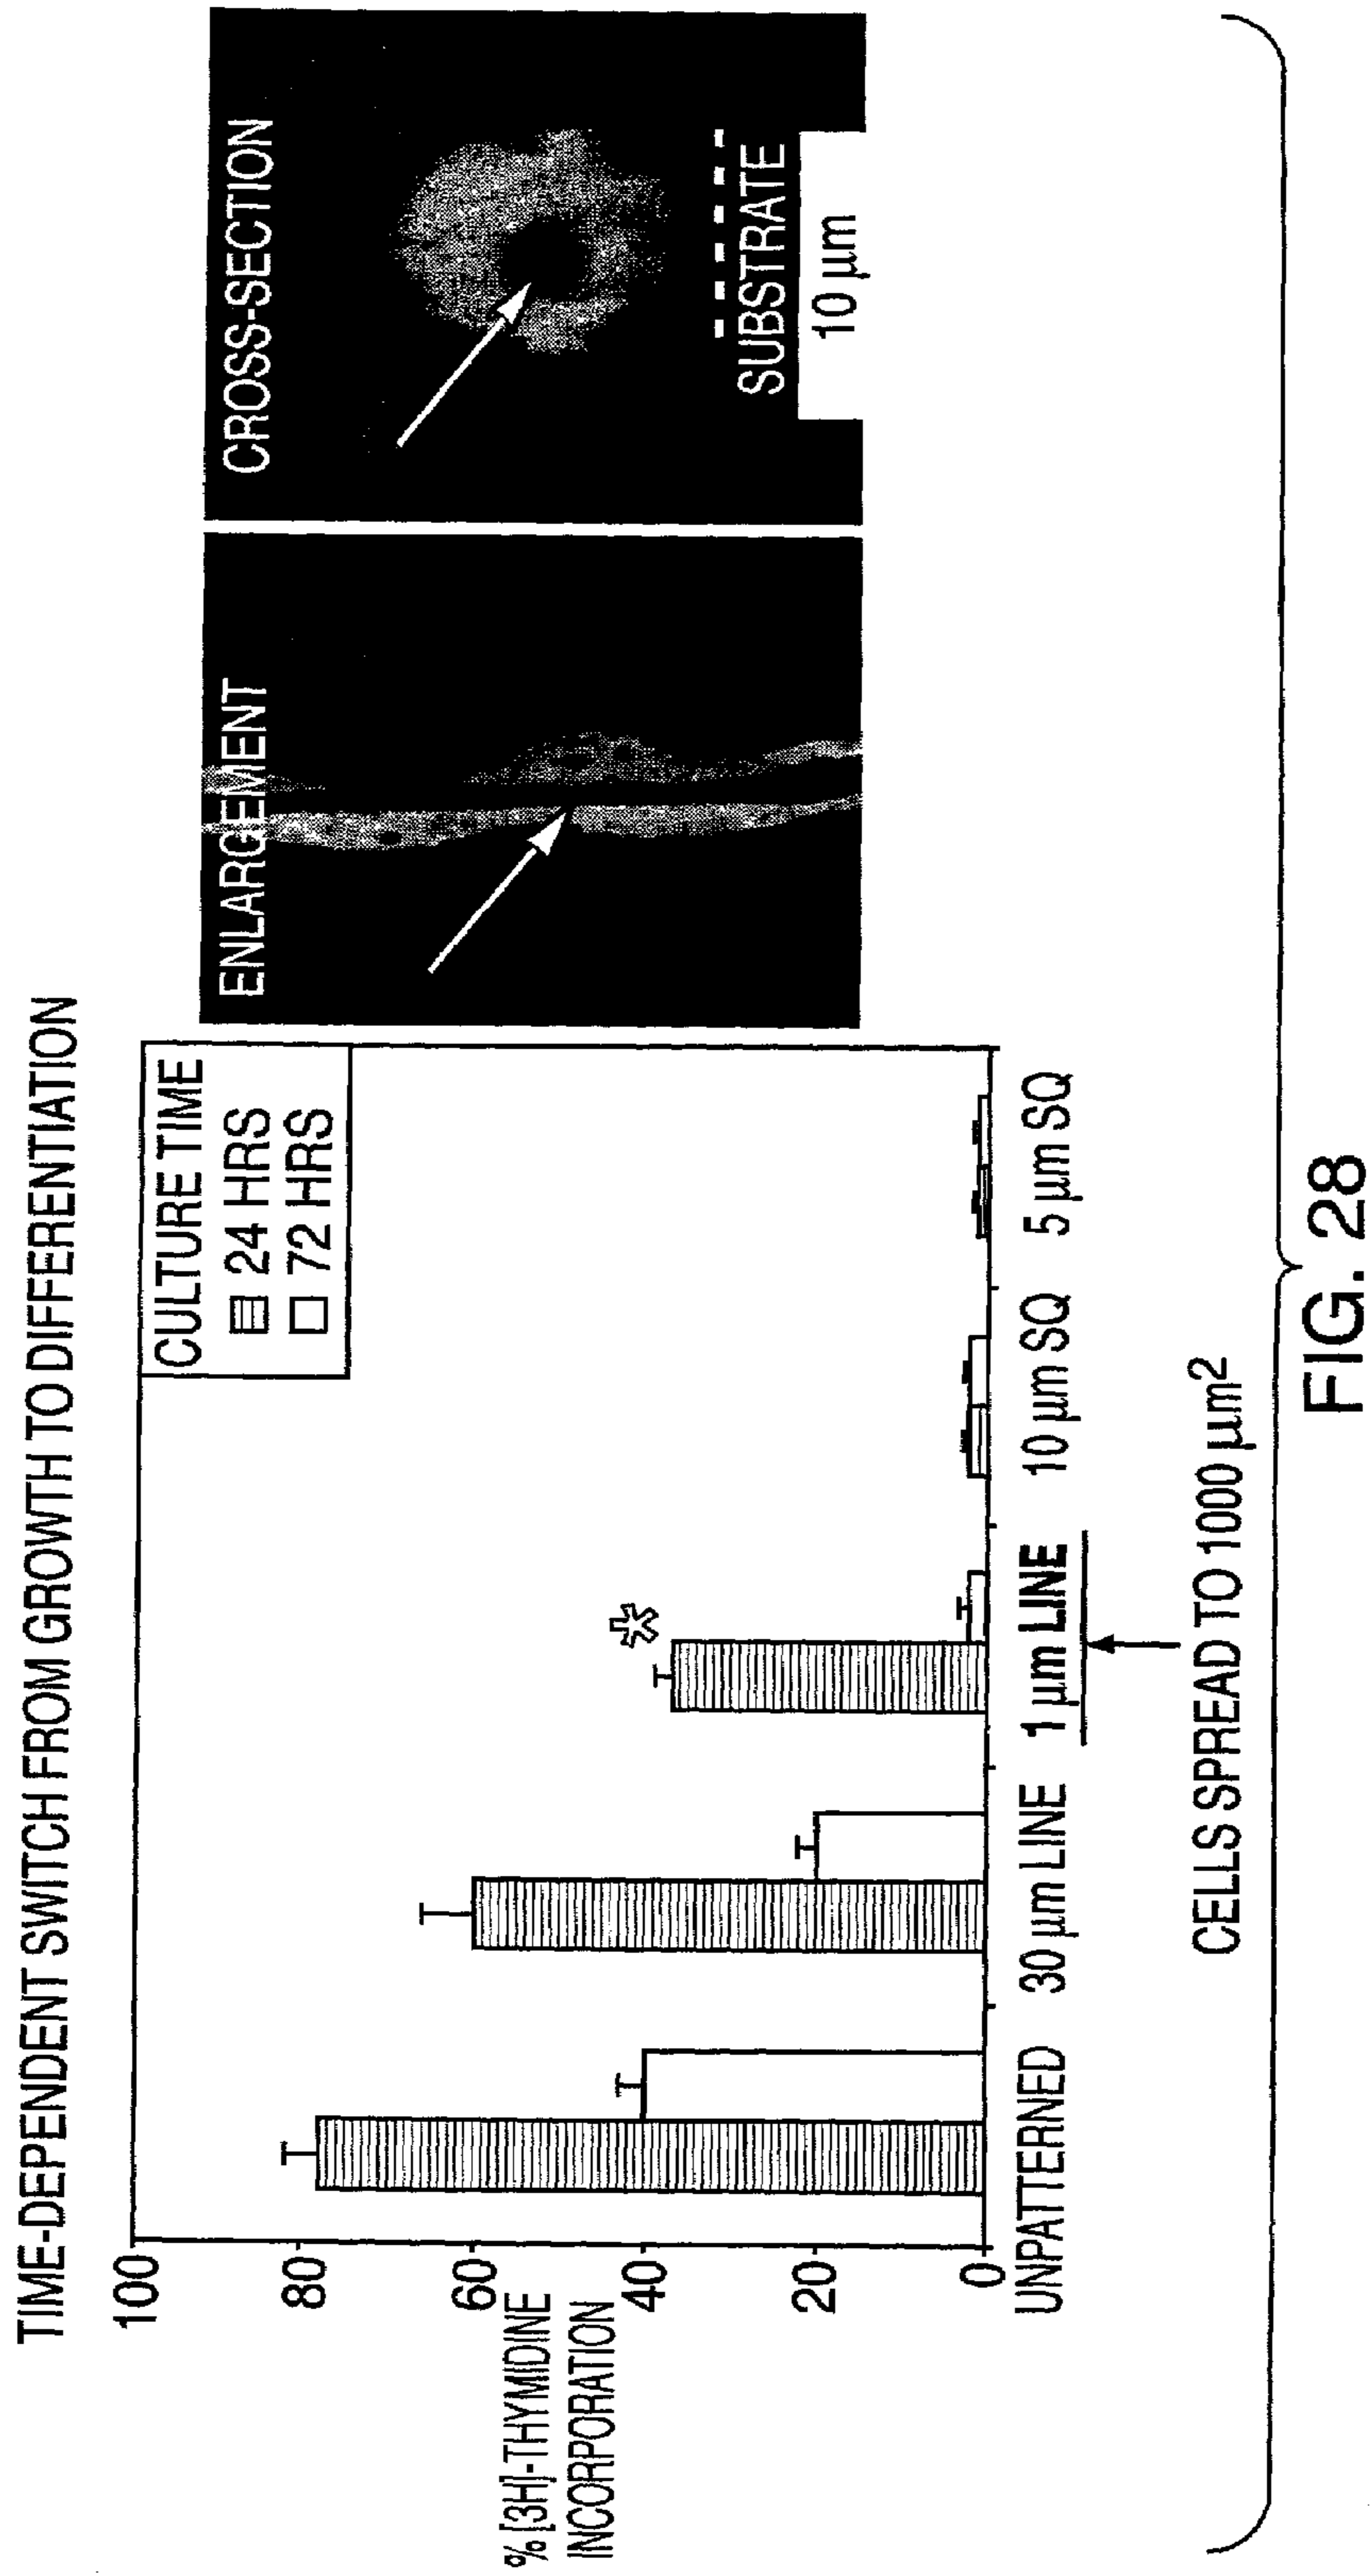 TIME-DEPENDENT SWITCH FROM GROWTH TO DIFFERENTIATION
% [3H]-THYMIDINE
INCORPORATION
100
80
60
40
20
0
CULTURE TIME
24 HRS
72 HRS
*
UNPATTERNED
30 µm LINE
1 µm LINE
10 µm SQ
5 µm SQ
CELLS SPREAD TO 1000 µm²
ENLARGEMENT
CROSS-SECTION
SUBSTRATE
10 µm
FIG. 28